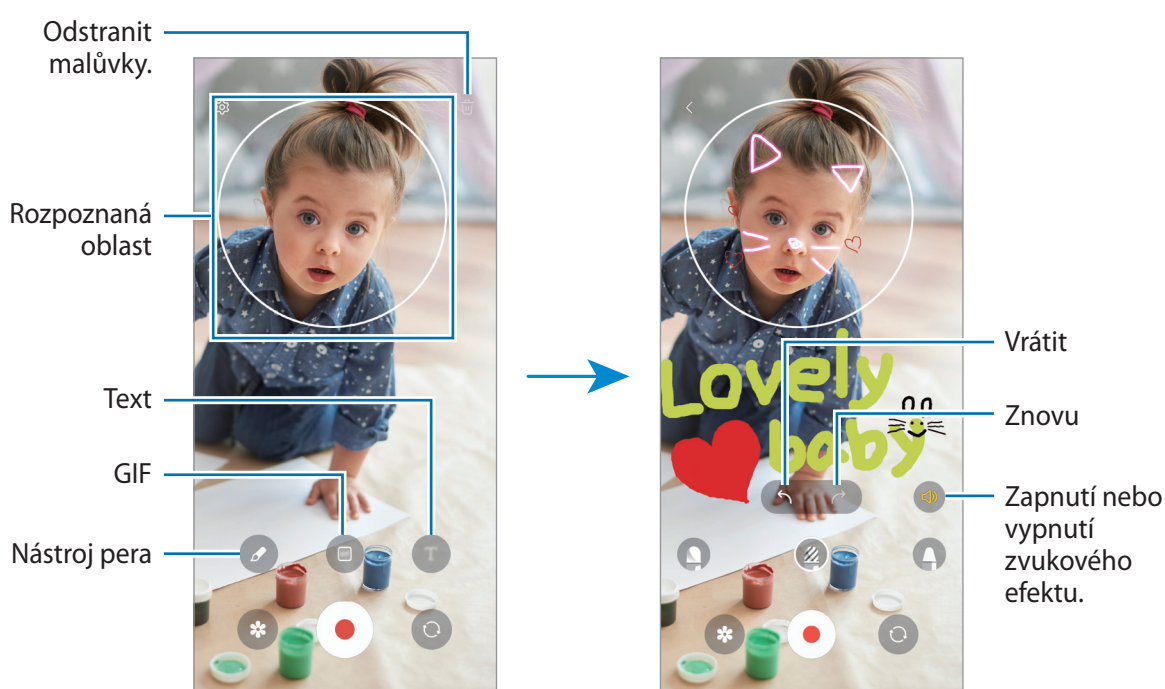 Odstranit
malůvky.
Rozpoznaná
oblast
Text
GIF
Nástroj pera
T
Lovely
baby
Vrátit
Znovu
Zapnutí nebo
vypnutí
zvukového
efektu.